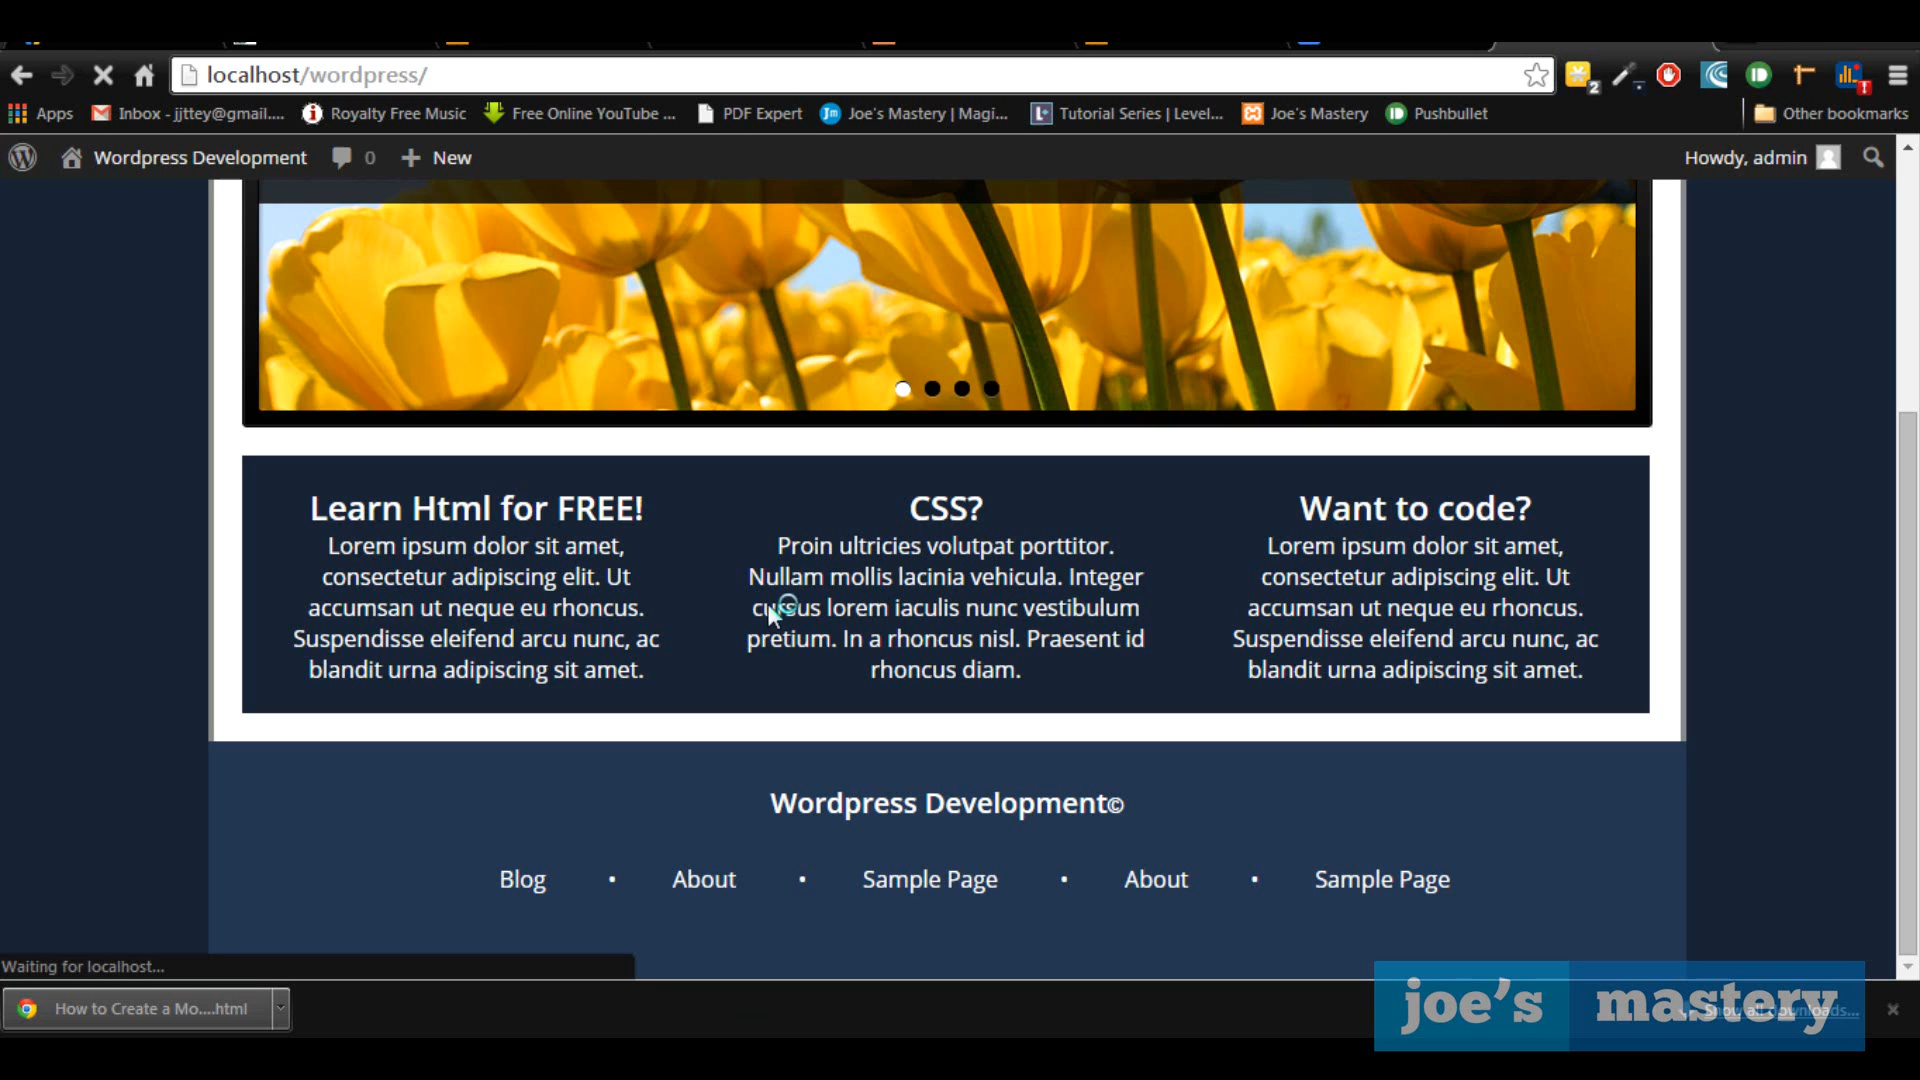 localhost/wordpress/
2
Apps Inbox - jjttey@gmail.... Royalty Free Music Free Online YouTube ... PDF Expert Joe's Mastery | Magi... Tutorial Series | Level... Joe's Mastery Pushbullet Other bookmarks
Wordpress Development 0 New Howdy, admin
Learn Html for FREE!
Lorem ipsum dolor sit amet,
consectetur adipiscing elit. Ut
accumsan ut neque eu rhoncus.
Suspendisse eleifend arcu nunc, ac
blandit urna adipiscing sit amet.
CSS?
Proin ultricies volutpat porttitor.
Nullam mollis lacinia vehicula. Integer
cursus lorem iaculis nunc vestibulum
pretium. In a rhoncus nisl. Praesent id
rhoncus diam.
Want to code?
Lorem ipsum dolor sit amet,
consectetur adipiscing elit. Ut
accumsan ut neque eu rhoncus.
Suspendisse eleifend arcu nunc, ac
blandit urna adipiscing sit amet.
Wordpress Development©
Blog • About • Sample Page • About • Sample Page
Waiting for localhost...
How to Create a Mo....html
Show all downloads...
joe's mastery